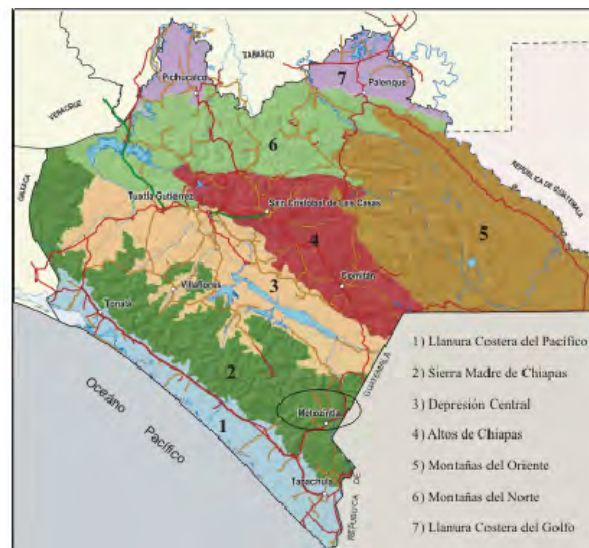 TABASCO
Pichucalco
7
Palenque
VERACRUZ
6
REPÚBLICA DE GUATEMALA
OAXACA
Tuxtla Gutiérrez
San Cristobal de Las Casas
5
4
3
Comitán
Villaflores
Tonalá
2
GUATEMALA
Motozintla
1
Océano
Pacífico
Tapachula
REPÚBLICA DE
1) Llanura Costera del Pacífico
2) Sierra Madre de Chiapas
3) Depresión Central
4) Altos de Chiapas
5) Montañas del Oriente
6) Montañas del Norte
7) Llanura Costera del Golfo